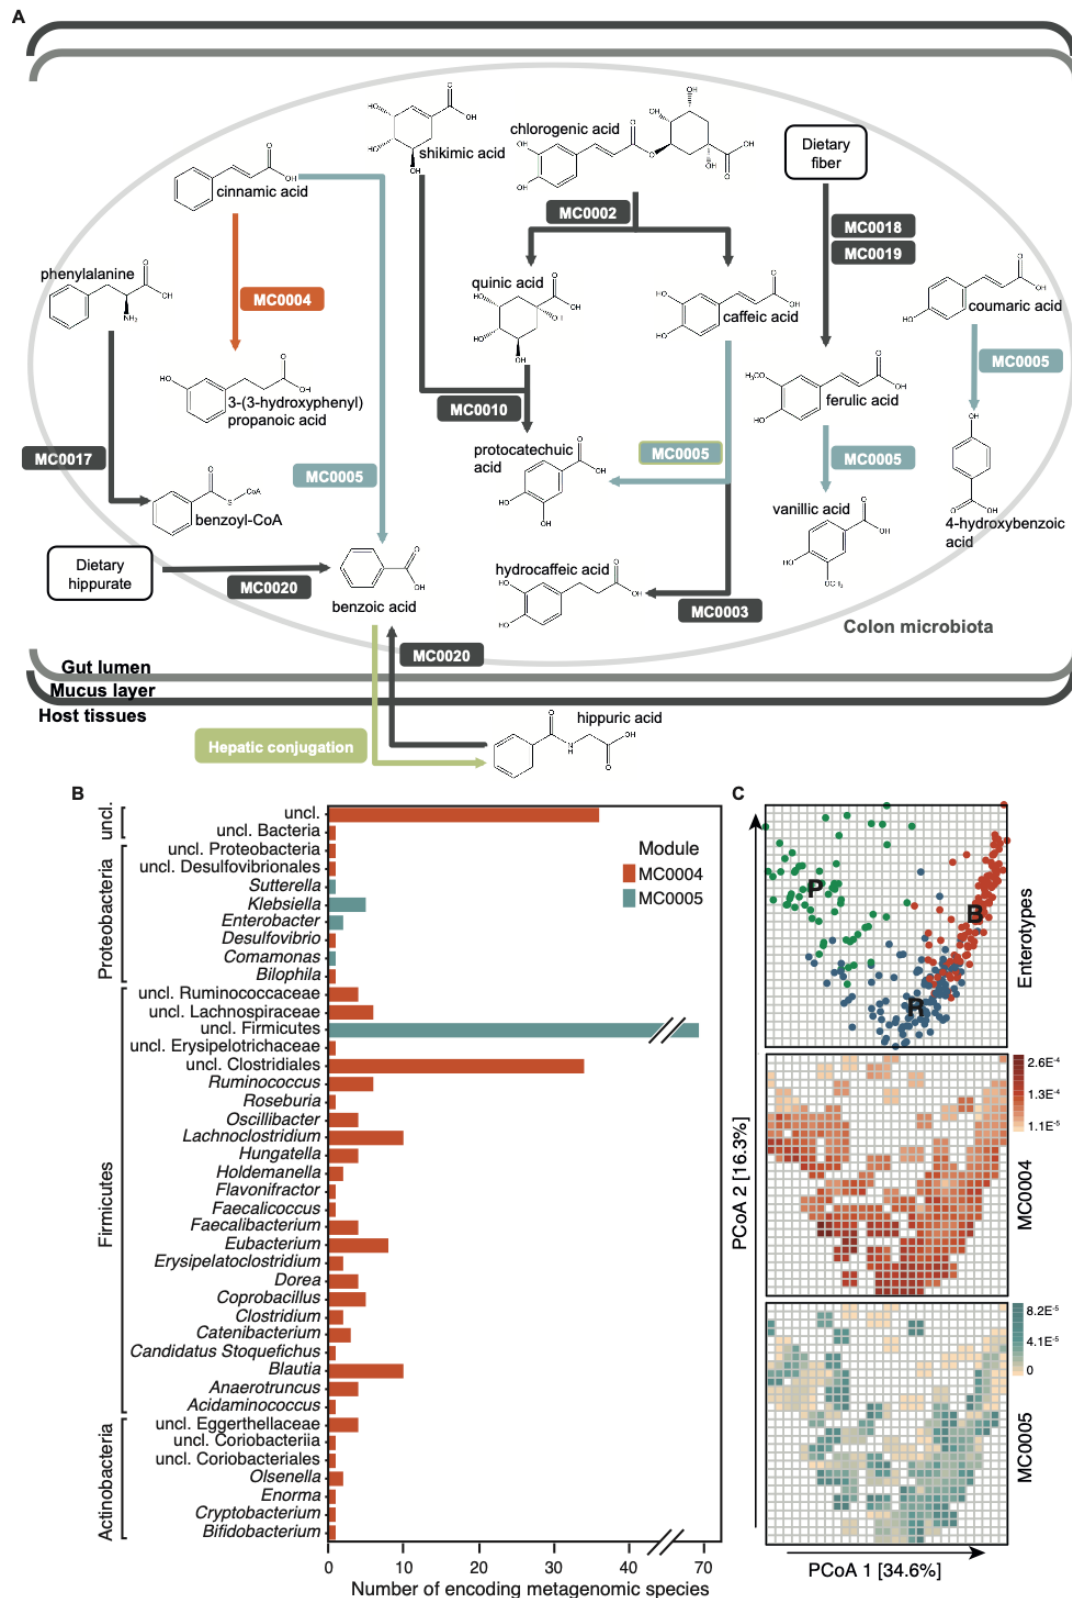 A
shikimic acid
chlorogenic acid
Dietary
fiber
cinnamic acid
MC0002
MC0018
MC0019
phenylalanine
MC0004
quinic acid
caffeic acid
coumaric acid
MC0005
3-(3-hydroxyphenyl)
propanoic acid
MC0010
ferulic acid
MC0017
MC0005
protocatechuic
acid
MC0005
MC0005
benzoyl-CoA
vanillic acid
4-hydroxybenzoic
acid
Dietary
hippurate
MC0020
benzoic acid
hydrocaffeic acid
MC0003
Colon microbiota
MC0020
Gut lumen
Mucus layer
Host tissues
hippuric acid
Hepatic conjugation
B
uncl.
Proteobacteria
Firmicutes
Actinobacteria
uncl.
uncl. Bacteria
uncl. Proteobacteria
uncl. Desulfovibrionales
Sutterella
Klebsiella
Enterobacter
Desulfovibrio
Comamonas
Bilophila
uncl. Ruminococcaceae
uncl. Lachnospiraceae
uncl. Firmicutes
uncl. Erysipelotrichaceae
uncl. Clostridiales
Ruminococcus
Roseburia
Oscillibacter
Lachnoclostridium
Hungatella
Holdemanella
Flavonifractor
Faecalicoccus
Faecalibacterium
Eubacterium
Erysipelatoclostridium
Dorea
Coprobacillus
Clostridium
Catenibacterium
Candidatus Stoquefichus
Blautia
Anaerotruncus
Acidaminococcus
uncl. Eggerthellaceae
uncl. Coriobacteriia
uncl. Coriobacteriales
Olsenella
Enorma
Cryptobacterium
Bifidobacterium
Module
MC0004
MC0005
0 10 20 30 40 70
Number of encoding metagenomic species
C
P
B
R
Enterotypes
2.6E-4
1.3E-4
1.1E-5
MC0004
8.2E-5
4.1E-5
0
MC0005
PCoA 2 [16.3%]
PCoA 1 [34.6%]